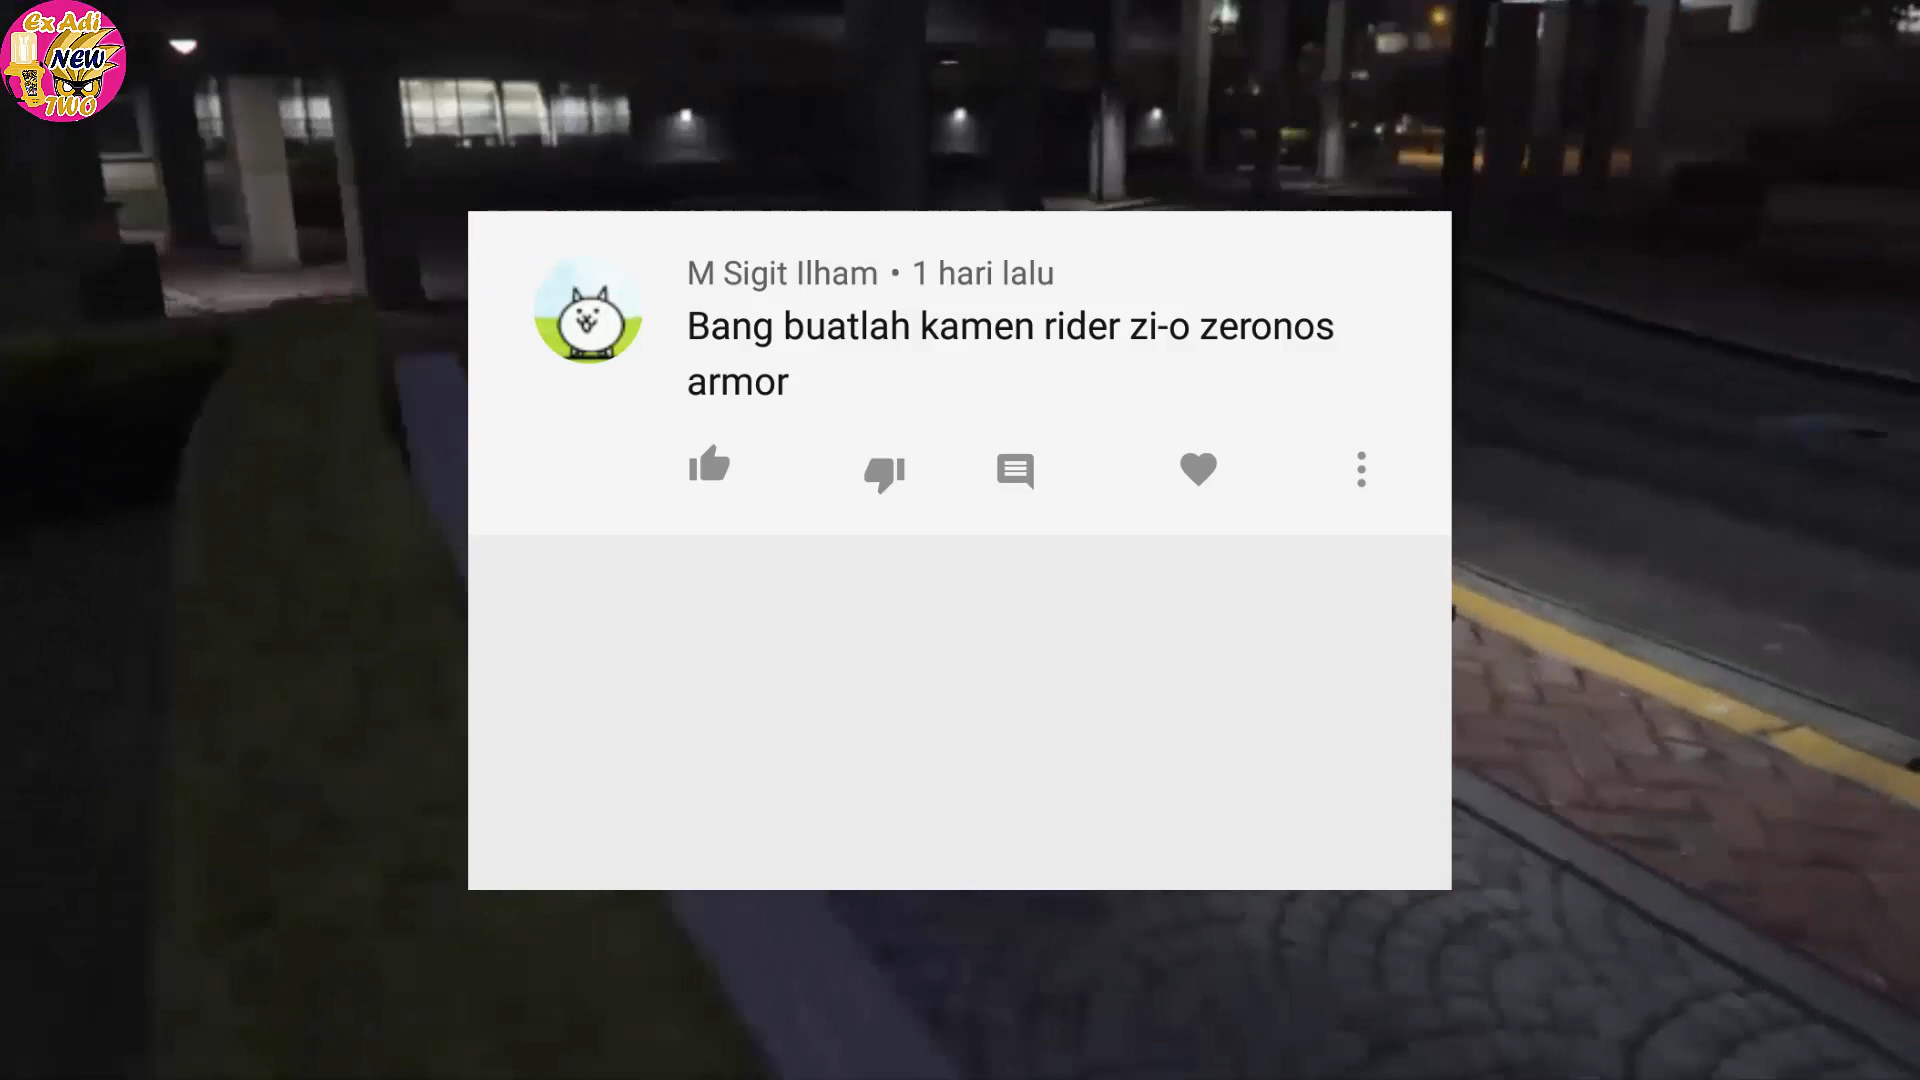 Ex Adi
NEW
TWO
M Sigit Ilham • 1 hari lalu
Bang buatlah kamen rider zi-o zeronos
armor